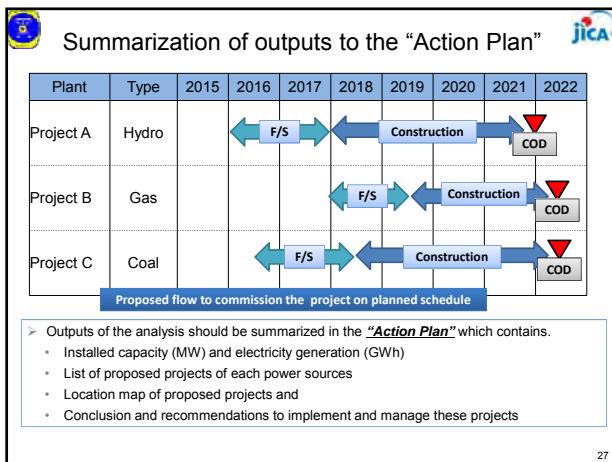 Summarization of outputs to the “Action Plan”
jica
Plant Type 2015 2016 2017 2018 2019 2020 2021 2022
Project A Hydro F/S Construction COD
Project B Gas F/S Construction COD
Project C Coal F/S Construction COD
Proposed flow to commission the project on planned schedule
➢ Outputs of the analysis should be summarized in the “Action Plan” which contains.
• Installed capacity (MW) and electricity generation (GWh)
• List of proposed projects of each power sources
• Location map of proposed projects and
• Conclusion and recommendations to implement and manage these projects
27